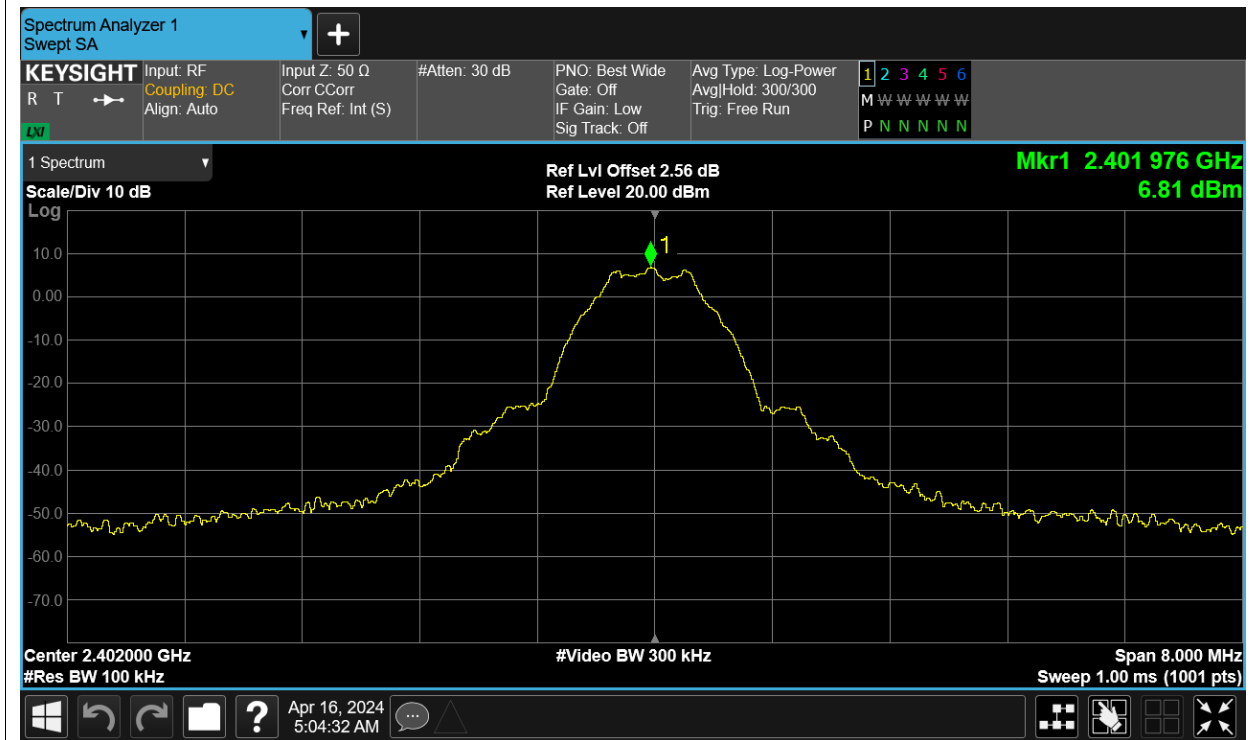 Spectrum Analyzer 1
Swept SA
+
KEYSIGHT
R T
LXI
Input: RF
Coupling: DC
Align: Auto
Input Z: 50 Ω
Corr CCorr
Freq Ref: Int (S)
#Atten: 30 dB
PNO: Best Wide
Gate: Off
IF Gain: Low
Sig Track: Off
Avg Type: Log-Power
Avg|Hold: 300/300
Trig: Free Run
1 2 3 4 5 6
M W W W W W
P N N N N N
1 Spectrum
Scale/Div 10 dB
Log
Ref Lvl Offset 2.56 dB
Ref Level 20.00 dBm
Mkr1 2.401 976 GHz
6.81 dBm
1
10.0
0.00
-10.0
-20.0
-30.0
-40.0
-50.0
-60.0
-70.0
Center 2.402000 GHz
#Res BW 100 kHz
#Video BW 300 kHz
Span 8.000 MHz
Sweep 1.00 ms (1001 pts)
?
Apr 16, 2024
5:04:32 AM